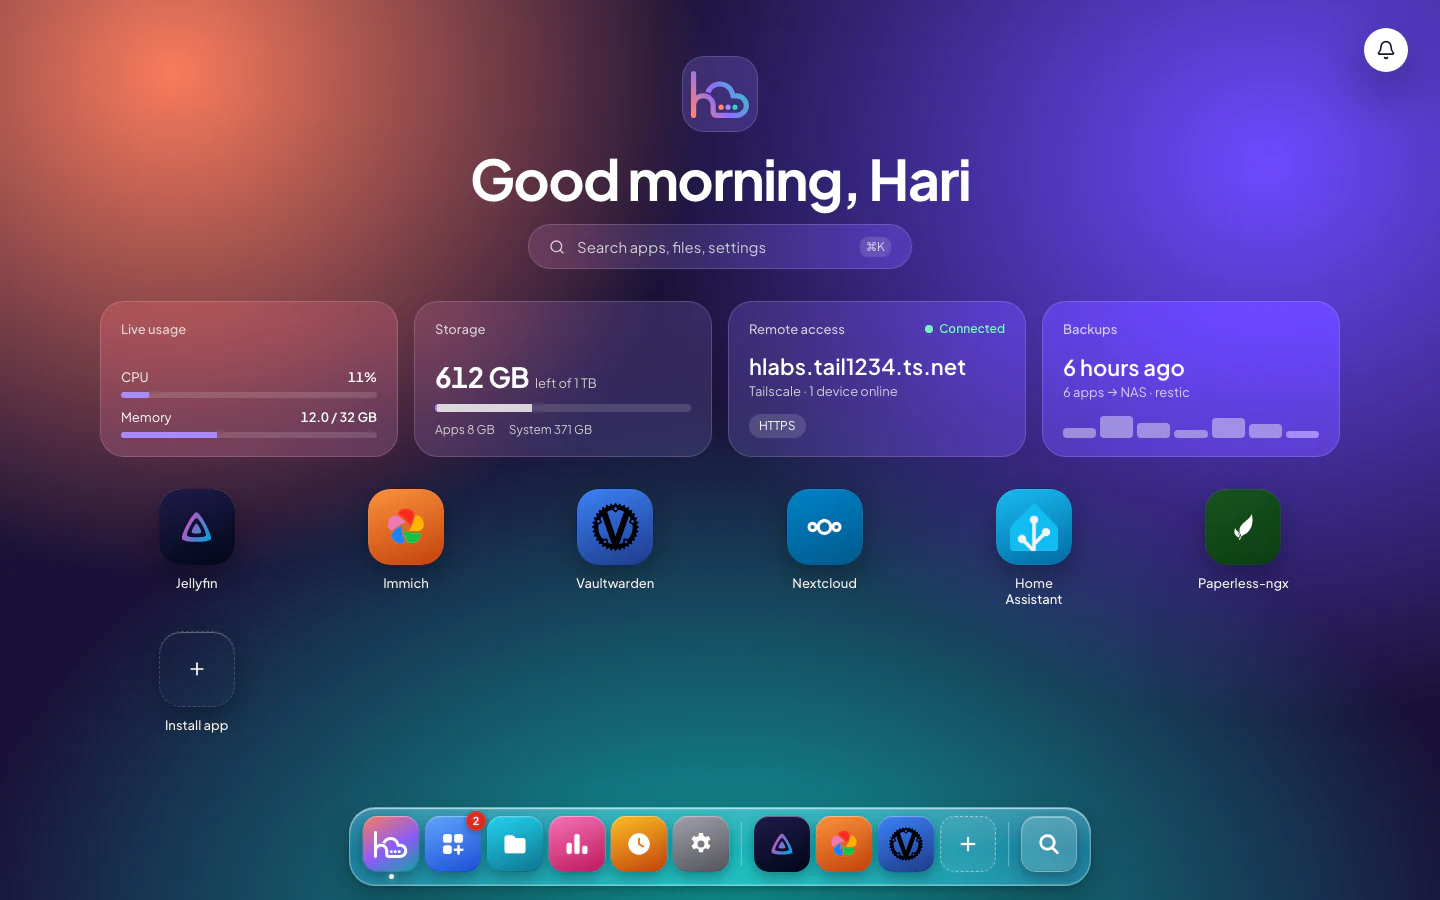 Good morning, Hari
Search apps, files, settings
⌘K
Live usage
CPU 11%
Memory 12.0 / 32 GB
Storage
612 GB left of 1 TB
Apps 8 GB System 371 GB
Remote access Connected
hlabs.tail1234.ts.net
Tailscale · 1 device online
HTTPS
Backups
6 hours ago
6 apps → NAS · restic
Jellyfin
Immich
Vaultwarden
Nextcloud
Home
Assistant
Paperless-ngx
Install app
2